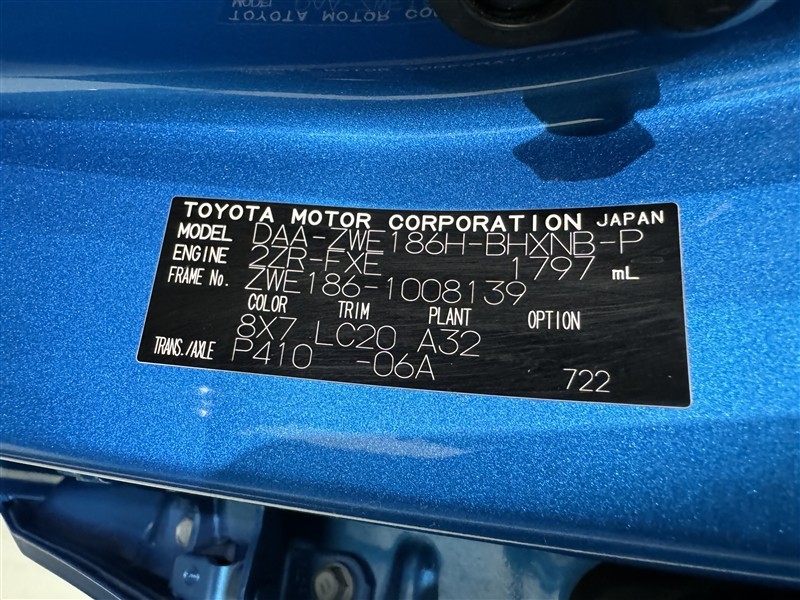 TOYOTA MOTOR CORPORATION JAPAN
MODEL DAA-ZWE186H-BHXNB-P
ENGINE 2ZR-FXE 1797 mL
FRAME No. ZWE186-1008139
COLOR TRIM PLANT OPTION
8X7 LC20 A32
TRANS./AXLE P410 -06A
722